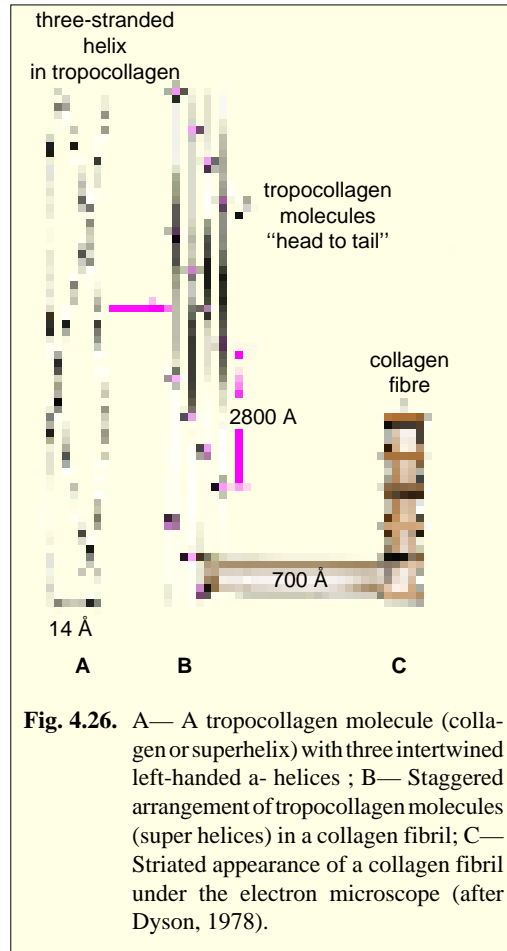 three-stranded
helix
in tropocollagen
tropocollagen
molecules
“head to tail”
collagen
fibre
2800 A
700 Å
14 Å
A
B
C
Fig. 4.26. A— A tropocollagen molecule (colla-
gen or superhelix) with three intertwined
left-handed a- helices ; B— Staggered
arrangement of tropocollagen molecules
(super helices) in a collagen fibril; C—
Striated appearance of a collagen fibril
under the electron microscope (after
Dyson, 1978).